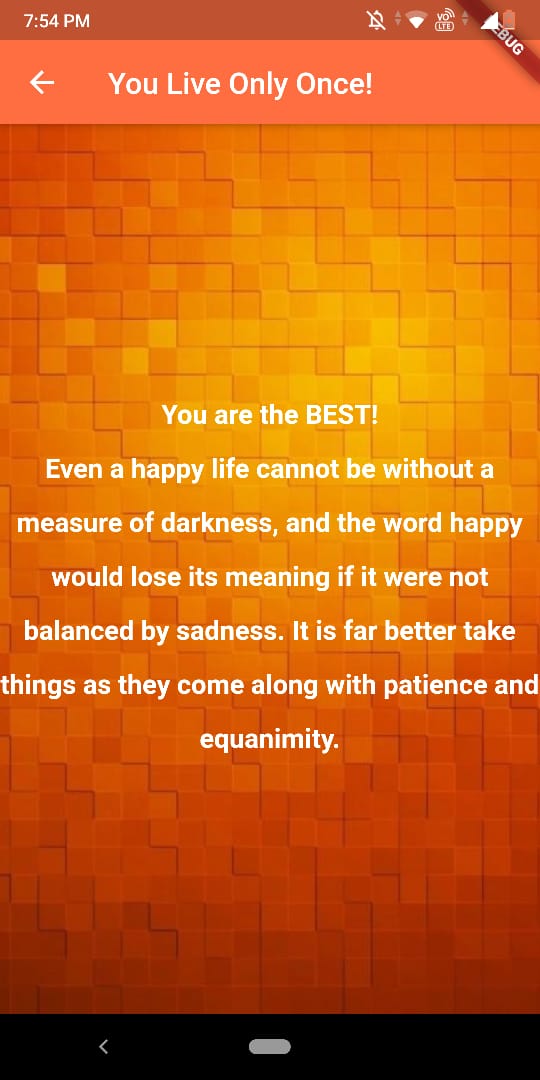 7:54 PM
VO LTE
DEBUG
You Live Only Once!
You are the BEST!
Even a happy life cannot be without a
measure of darkness, and the word happy
would lose its meaning if it were not
balanced by sadness. It is far better take
things as they come along with patience and
equanimity.